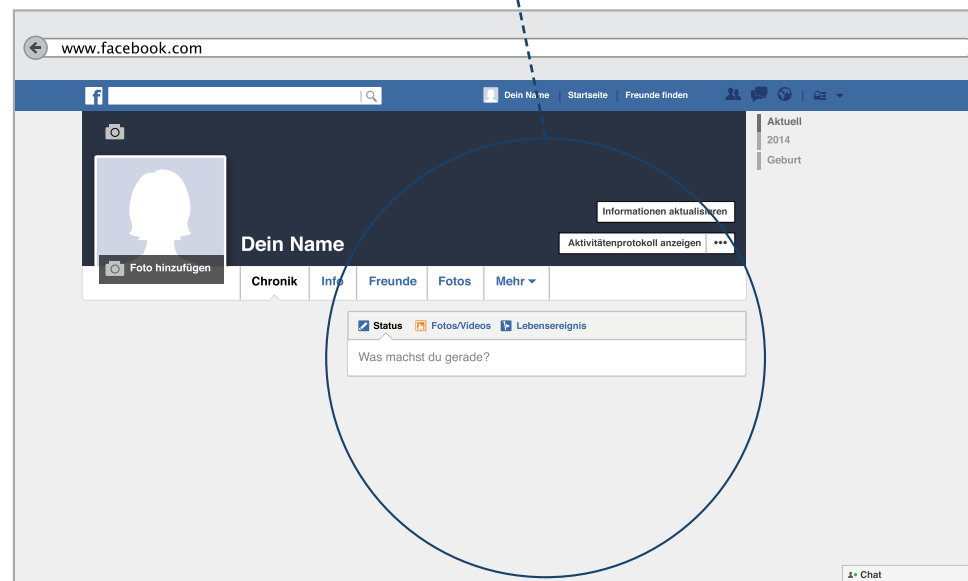 www.facebook.com
f
Dein Name Startseite Freunde finden
Aktuell
2014
Geburt
Informationen aktualisieren
Dein Name
Aktivitätenprotokoll anzeigen •••
Foto hinzufügen
Chronik Info Freunde Fotos Mehr
Status Fotos/Videos Lebensereignis
Was machst du gerade?
Chat